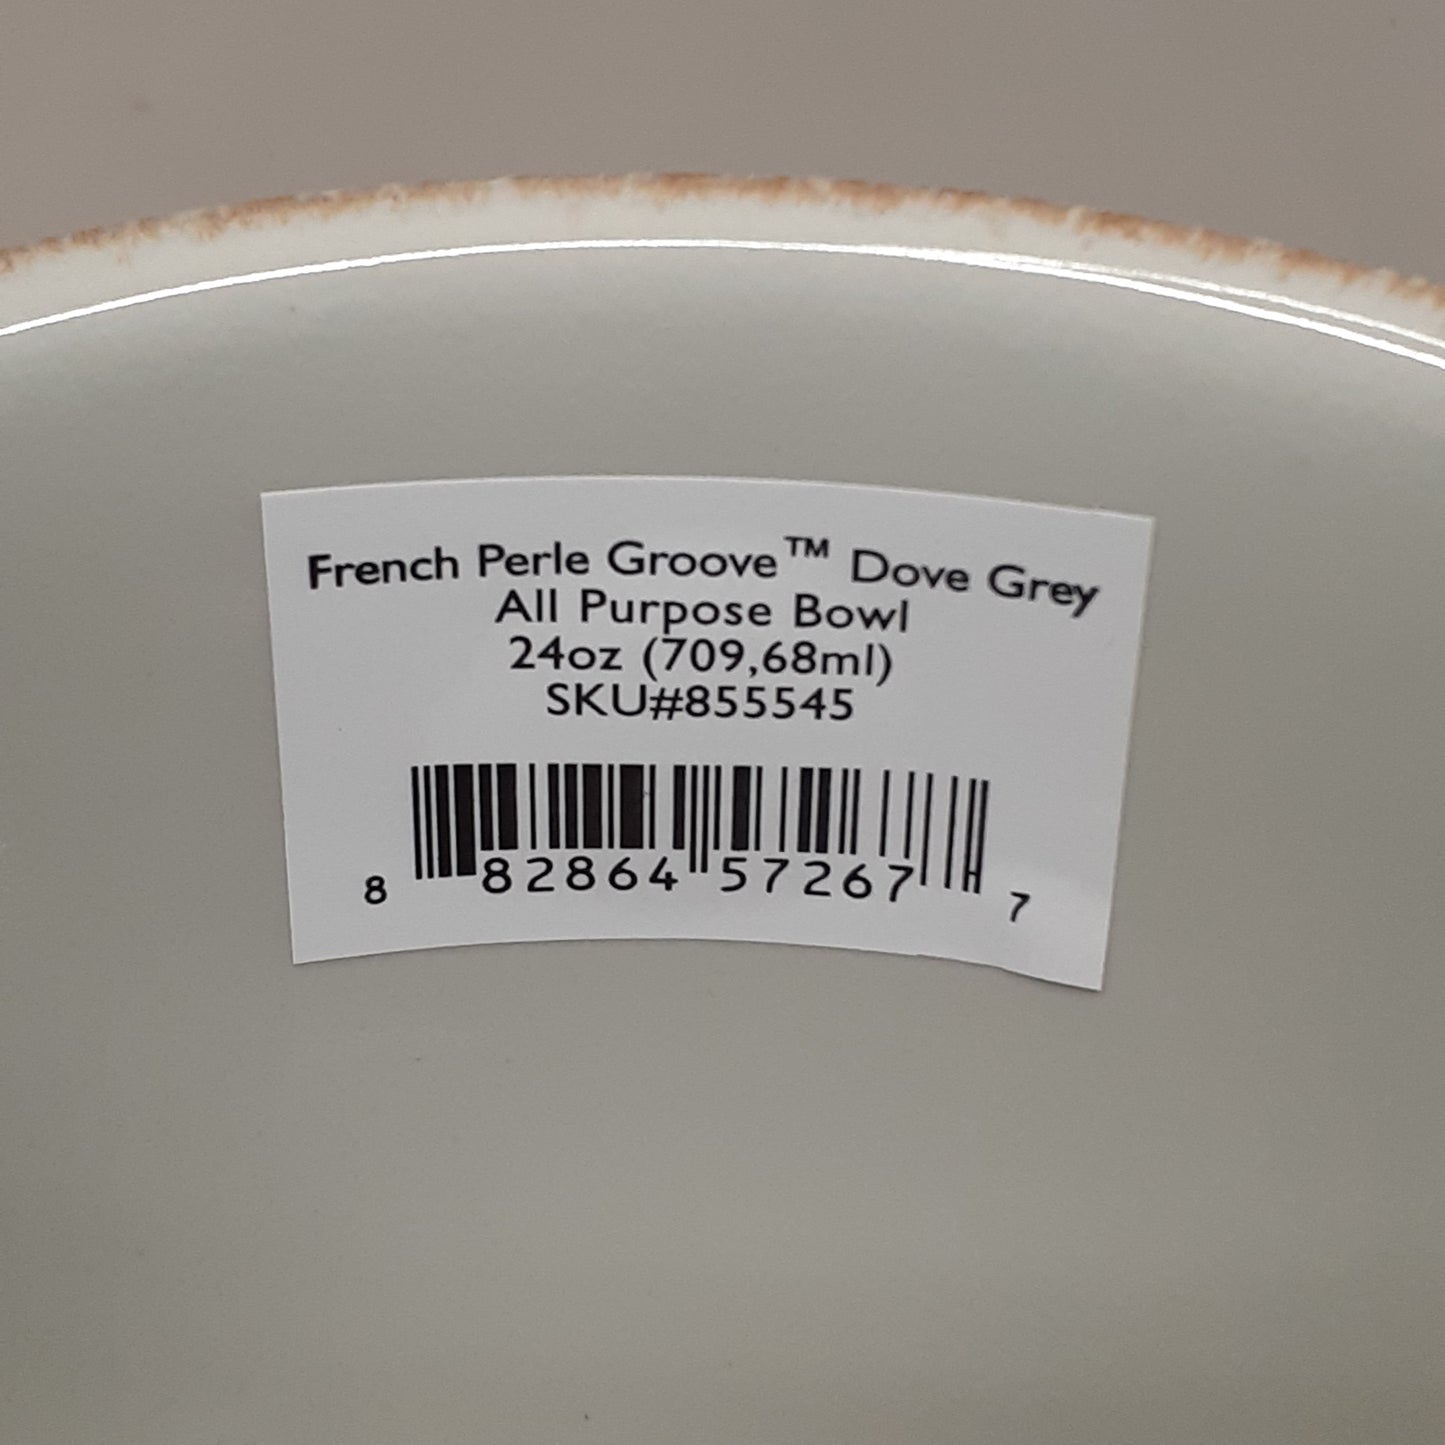 French Perle Groove™ Dove Grey
All Purpose Bowl
24oz (709,68ml)
SKU#855545
8 82864 57267 7